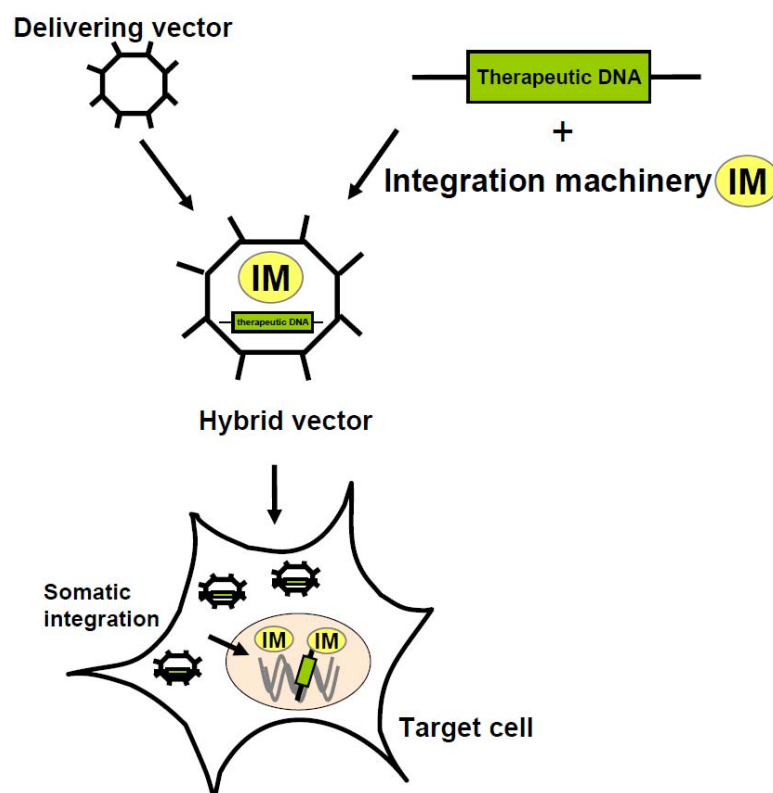 Delivering vector
Therapeutic DNA
+
Integration machinery IM
IM
therapeutic DNA
Hybrid vector
Somatic
integration
IM IM
Target cell